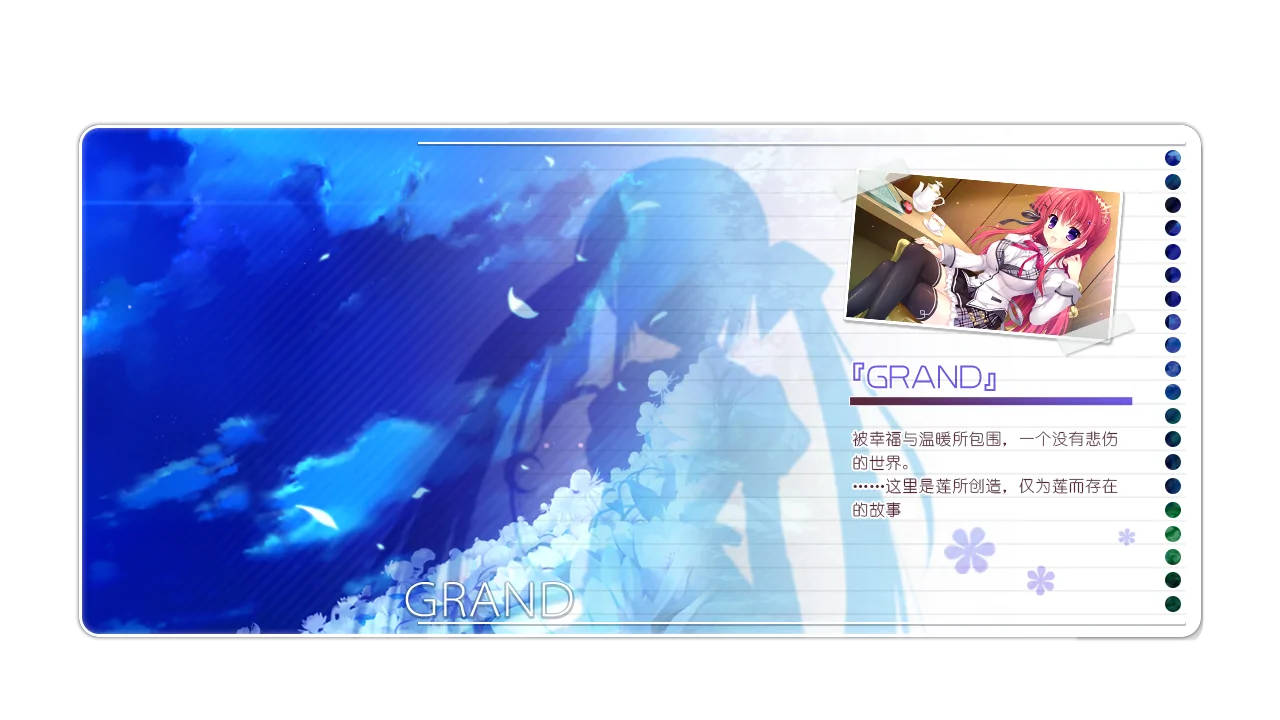 『GRAND』
被幸福与温暖所包围，一个没有悲伤
的世界。
……这里是莲所创造，仅为莲而存在
的故事
GRAND